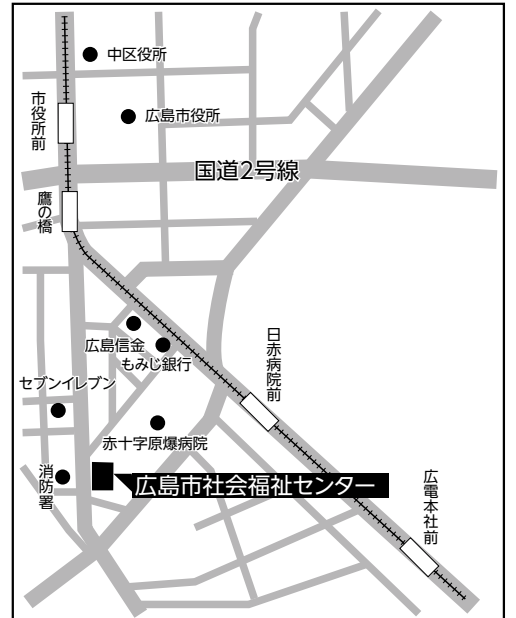 中区役所
広島市役所
市役所前
国道2号線
鷹の橋
広島信金
もみじ銀行
日赤病院前
セブンイレブン
赤十字原爆病院
消防署
広島市社会福祉センター
広電本社前